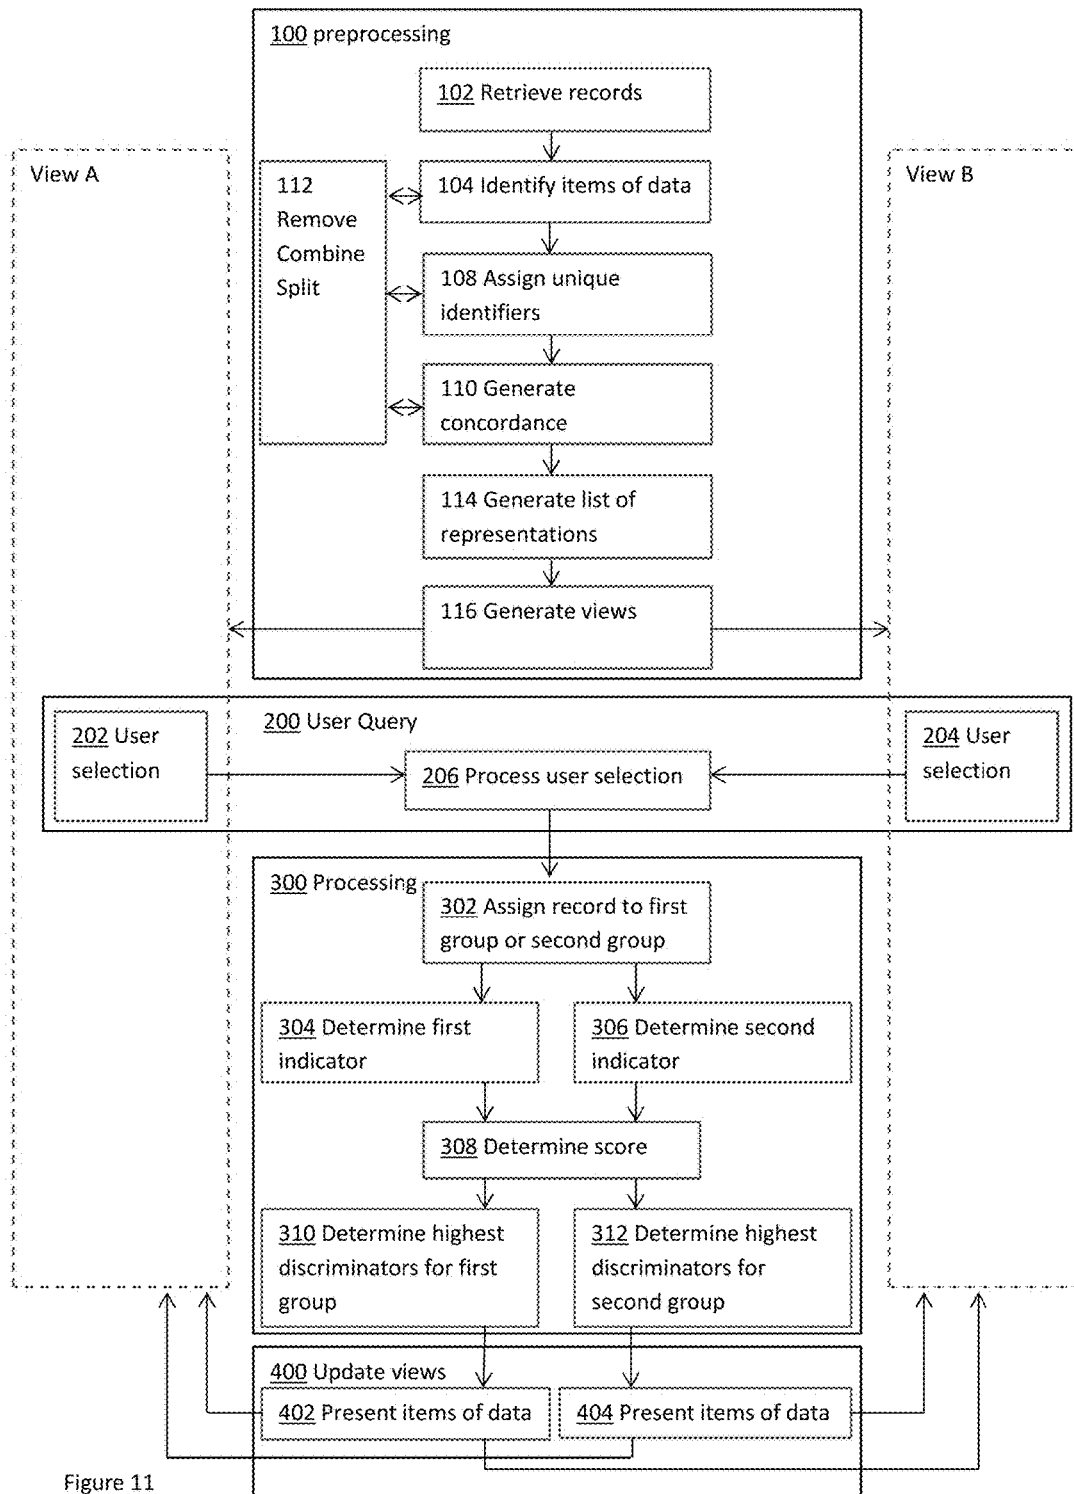 100 preprocessing
102 Retrieve records
View A
112
Remove
Combine
Split
104 Identify items of data
View B
108 Assign unique
identifiers
110 Generate
concordance
114 Generate list of
representations
116 Generate views
200 User Query
202 User
selection
206 Process user selection
204 User
selection
300 Processing
302 Assign record to first
group or second group
304 Determine first
indicator
306 Determine second
indicator
308 Determine score
310 Determine highest
discriminators for first
group
312 Determine highest
discriminators for
second group
400 Update views
402 Present items of data
404 Present items of data
Figure 11